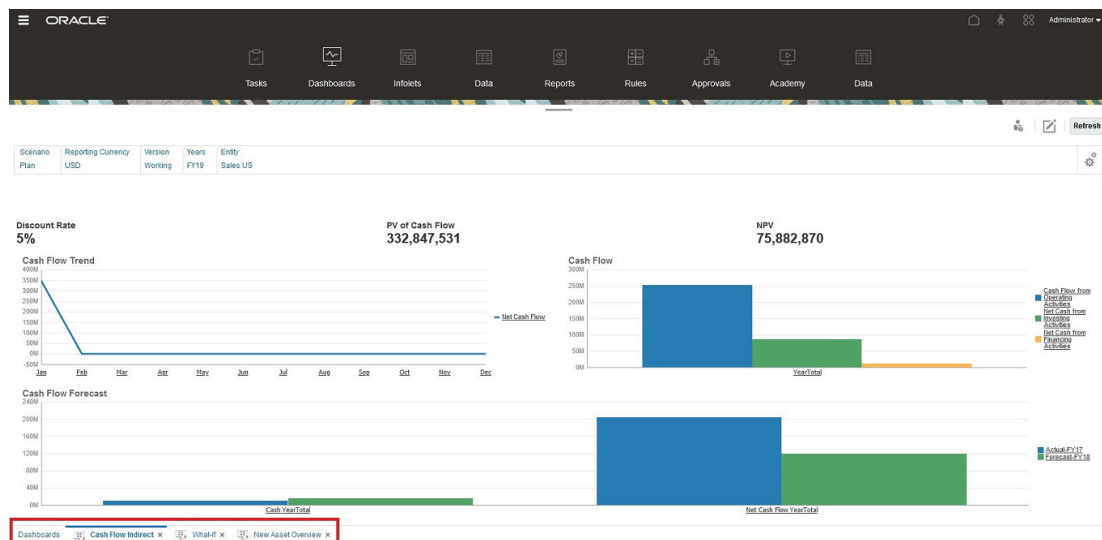 ORACLE
Administrator
Tasks
Dashboards
Infolets
Data
Reports
Rules
Approvals
Academy
Data
Refresh
Scenario Reporting Currency Version Years Entity
Plan USD Working FY19 Sales US
Discount Rate
5%
PV of Cash Flow
332,847,531
NPV
75,882,870
Cash Flow Trend
400M
350M
300M
250M
200M
150M
100M
50M
0M
-50M
Jan Feb Mar Apr May Jun Jul Aug Sep Oct Nov Dec
Net Cash Flow
Cash Flow
300M
250M
200M
150M
100M
50M
0M
YearTotal
Cash Flow from
Operating
Activities
Net Cash from
Investing
Activities
Net Cash from
Financing
Activities
Cash Flow Forecast
240M
200M
160M
120M
80M
40M
0M
Cash YearTotal
Net Cash Flow YearTotal
Actual-FY17
Forecast-FY18
Dashboards Cash Flow Indirect × What-If × New Asset Overview ×